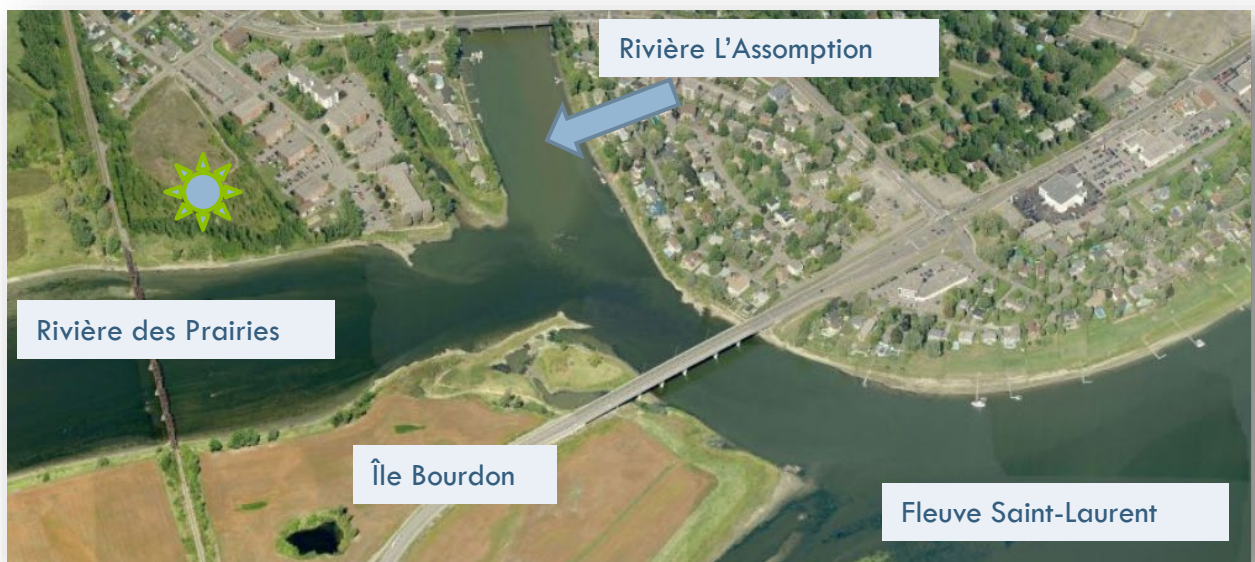 Rivière L'Assomption
Rivière des Prairies
Île Bourdon
Fleuve Saint-Laurent